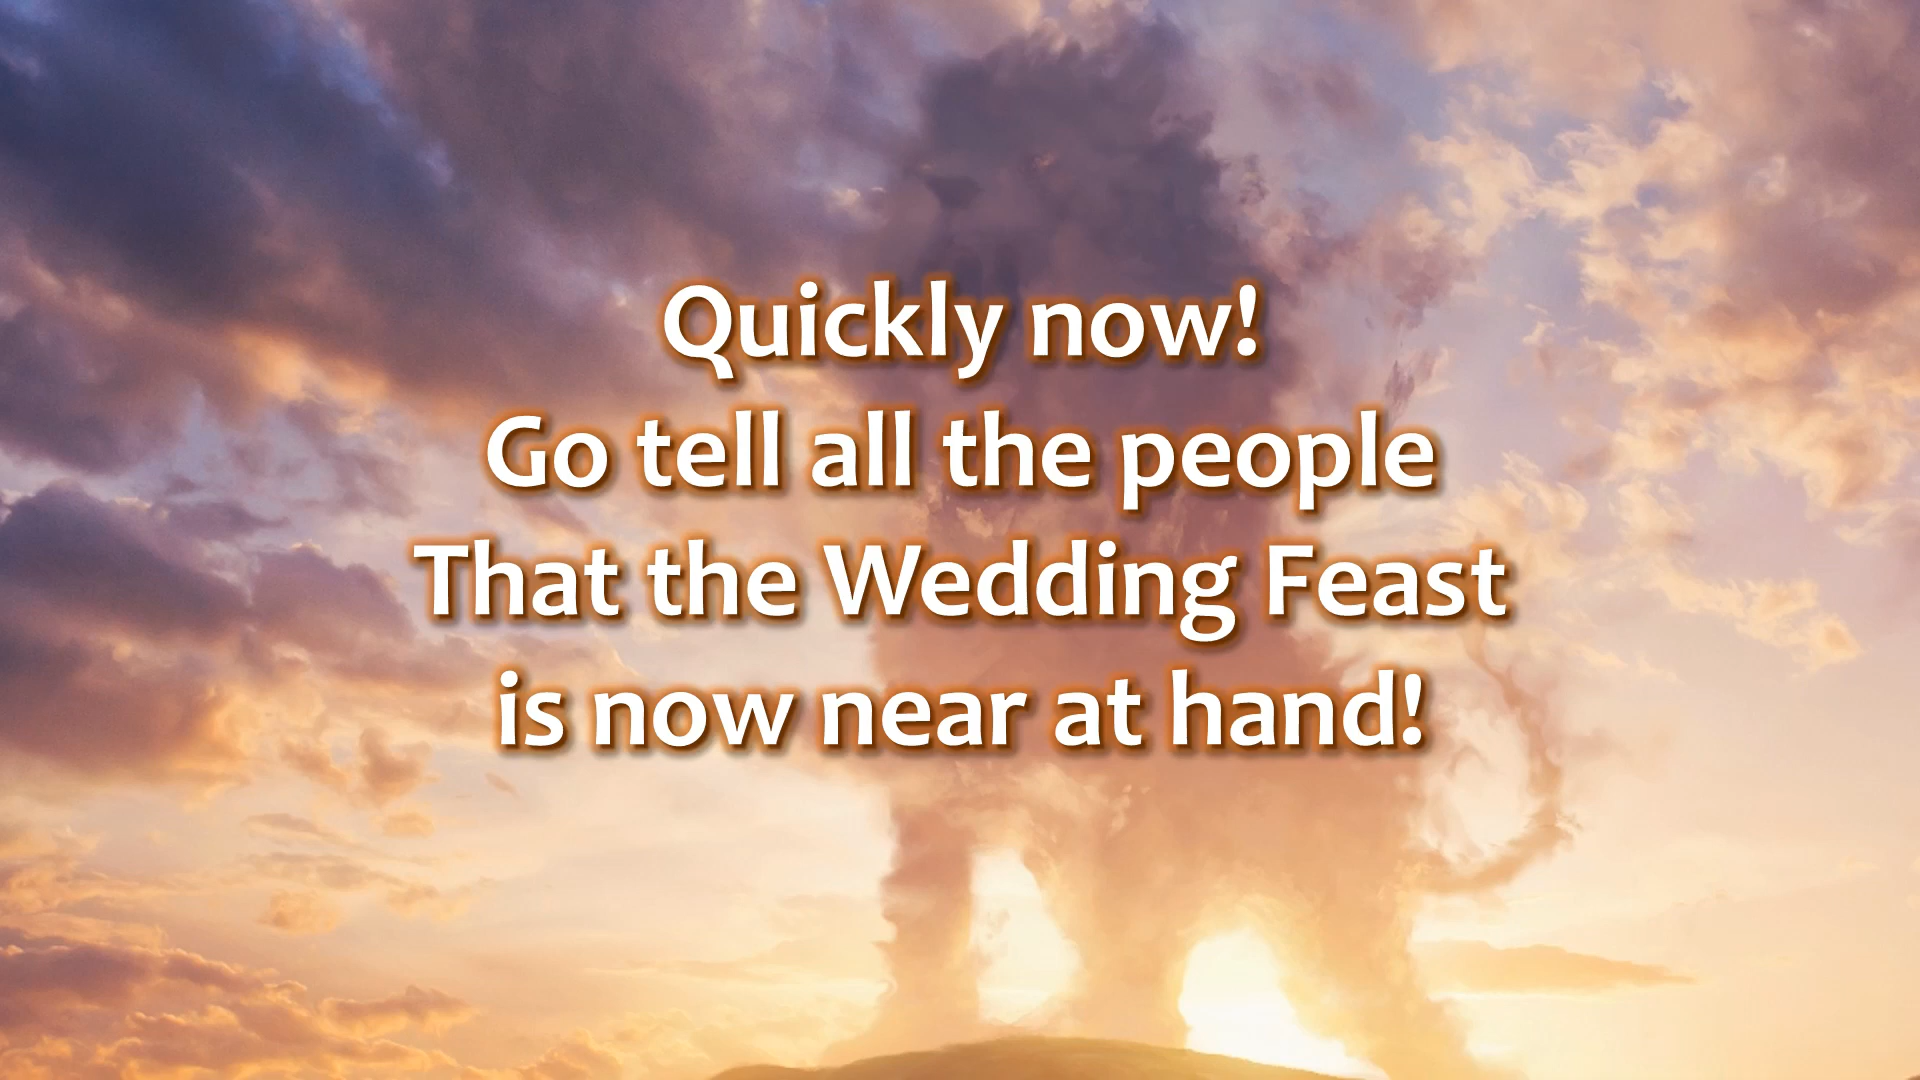 Quickly now!
Go tell all the people
That the Wedding Feast
is now near at hand!